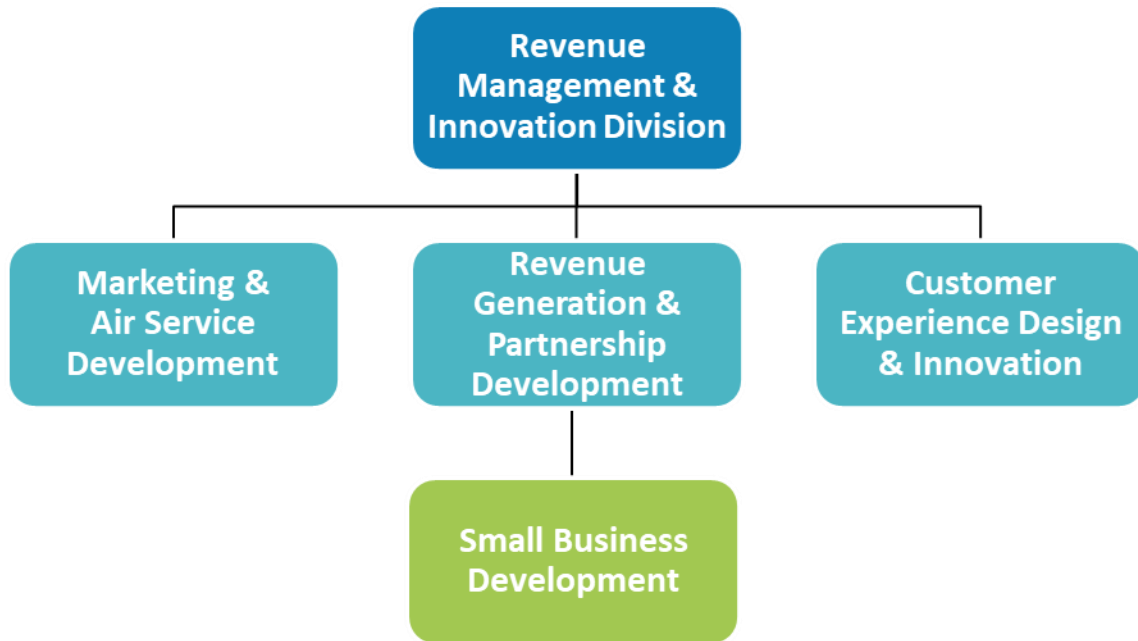 Revenue
Management &
Innovation Division
Marketing &
Air Service
Development
Revenue
Generation &
Partnership
Development
Customer
Experience Design
& Innovation
Small Business
Development